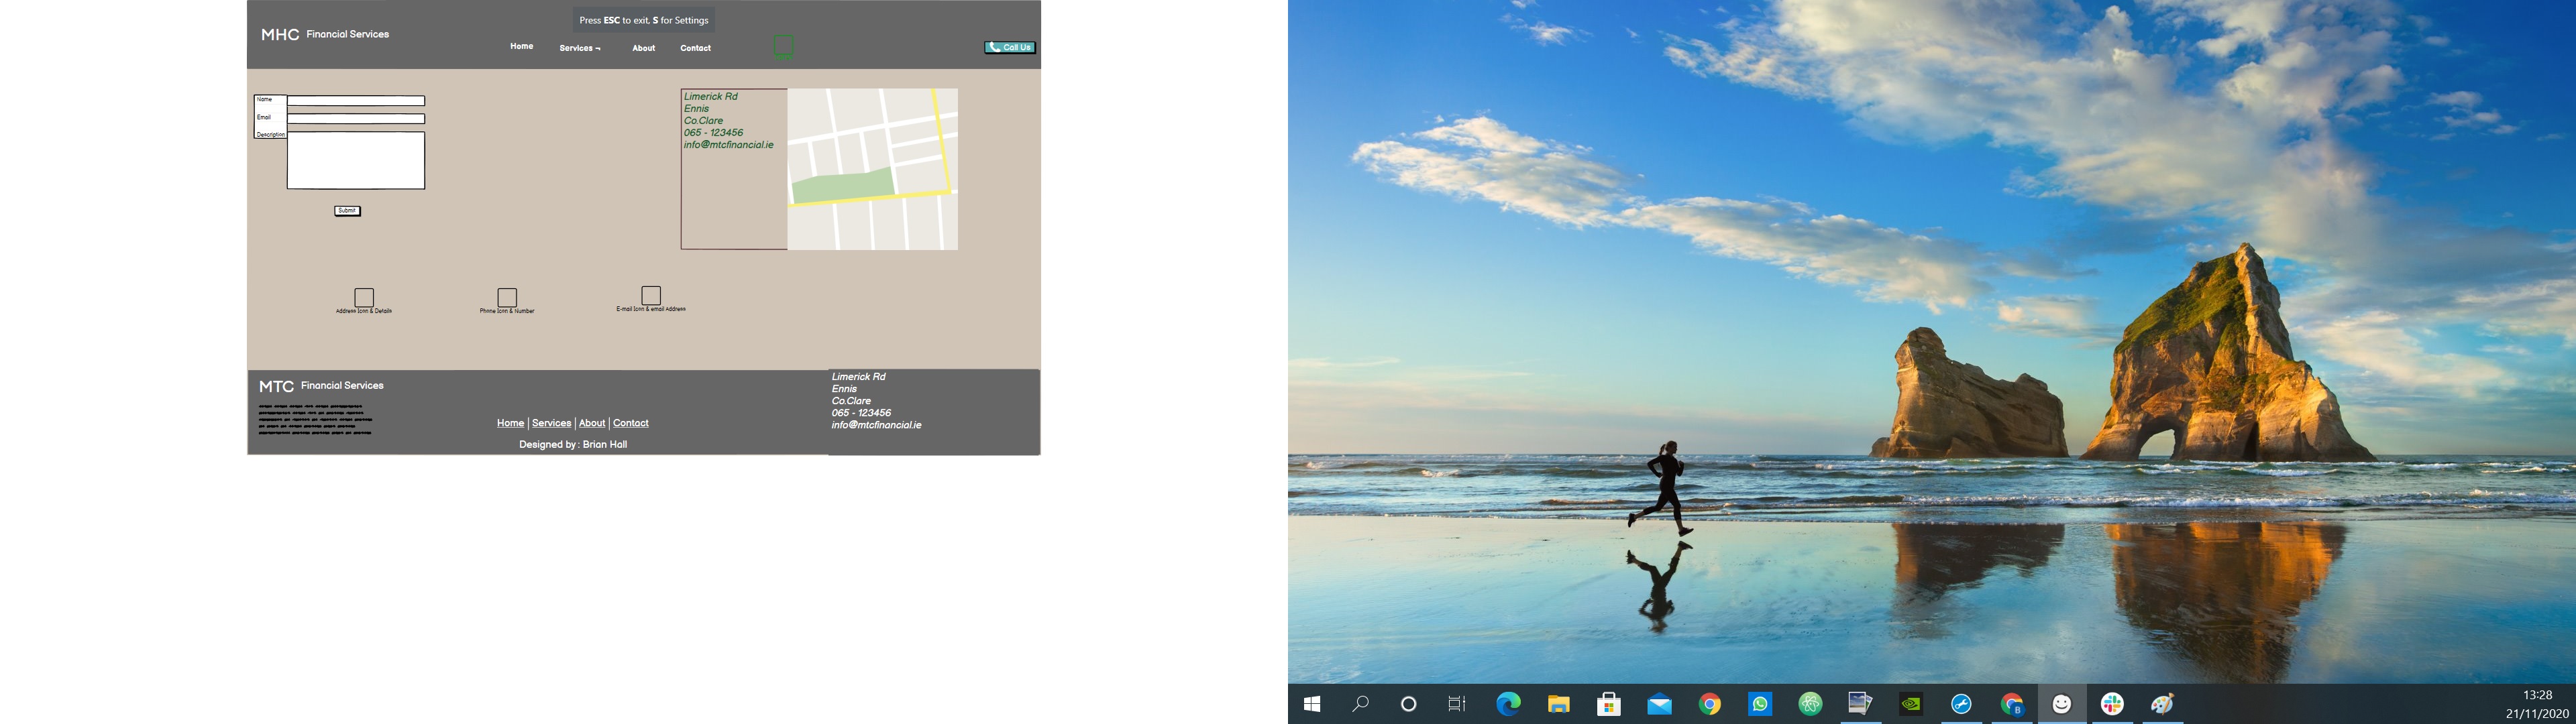 Press ESC to exit, S for Settings
MHC Financial Services
Home Services ¬ About Contact
Call Us
Name
Email
Description
Submit
Limerick Rd
Ennis
Co.Clare
065 - 123456
info@mtcfinancial.ie
Address Icon & Details
Phone Icon & Number
E-mail Icon & email Address
MTC Financial Services
Home | Services | About | Contact
Designed by : Brian Hall
Limerick Rd
Ennis
Co.Clare
065 - 123456
info@mtcfinancial.ie
B
13:28
21/11/2020